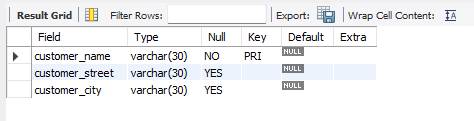 Result Grid Filter Rows: Export: Wrap Cell Content: IA
Field Type Null Key Default Extra
customer_name varchar(30) NO PRI NULL
customer_street varchar(30) YES NULL
customer_city varchar(30) YES NULL